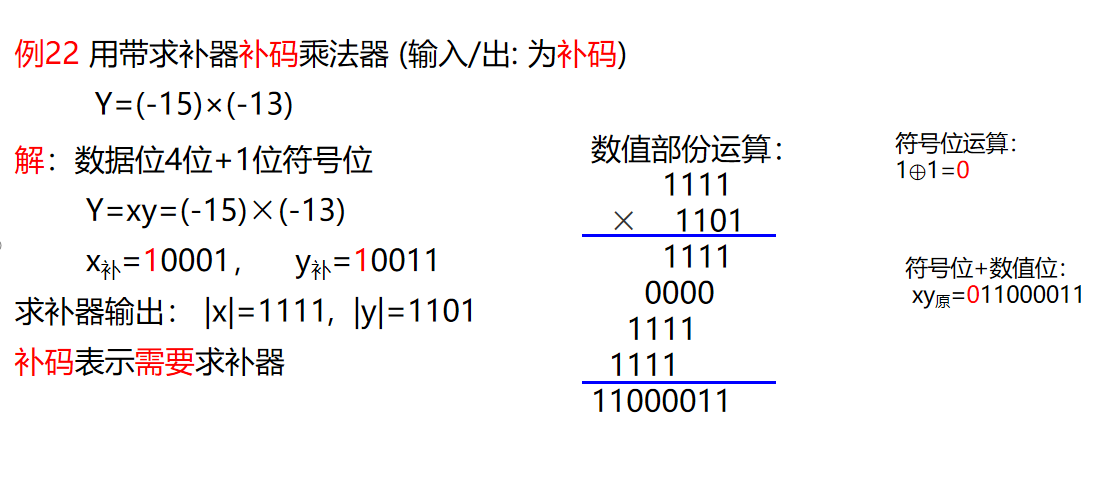 例22 用带求补器补码乘法器 (输入/出: 为补码)
Y=(-15)×(-13)
解：数据位4位+1位符号位
Y=xy=(-15)×(-13)
x补=10001， y补=10011
求补器输出： |x|=1111, |y|=1101
补码表示需要求补器
数值部份运算：
1111
× 1101
1111
0000
1111
1111
11000011
符号位运算：
1⊕1=0
符号位+数值位：
xy原=011000011